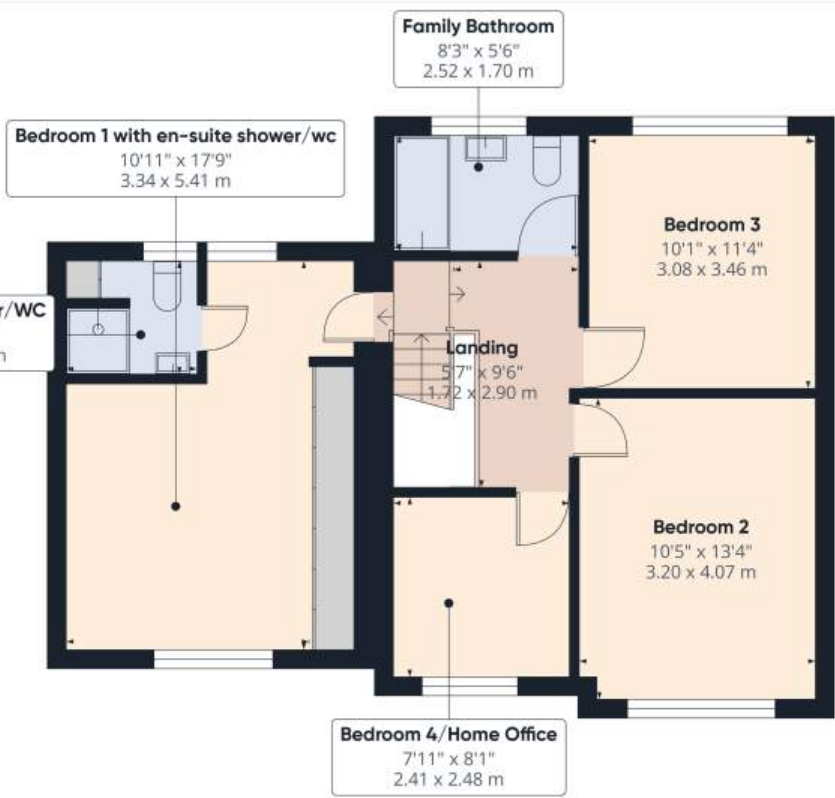 Family Bathroom
8'3" x 5'6"
2.52 x 1.70 m
Bedroom 1 with en-suite shower/wc
10'11" x 17'9"
3.34 x 5.41 m
Bedroom 3
10'1" x 11'4"
3.08 x 3.46 m
r/WC
m
Landing
5'7" x 9'6"
1.72 x 2.90 m
Bedroom 2
10'5" x 13'4"
3.20 x 4.07 m
Bedroom 4/Home Office
7'11" x 8'1"
2.41 x 2.48 m